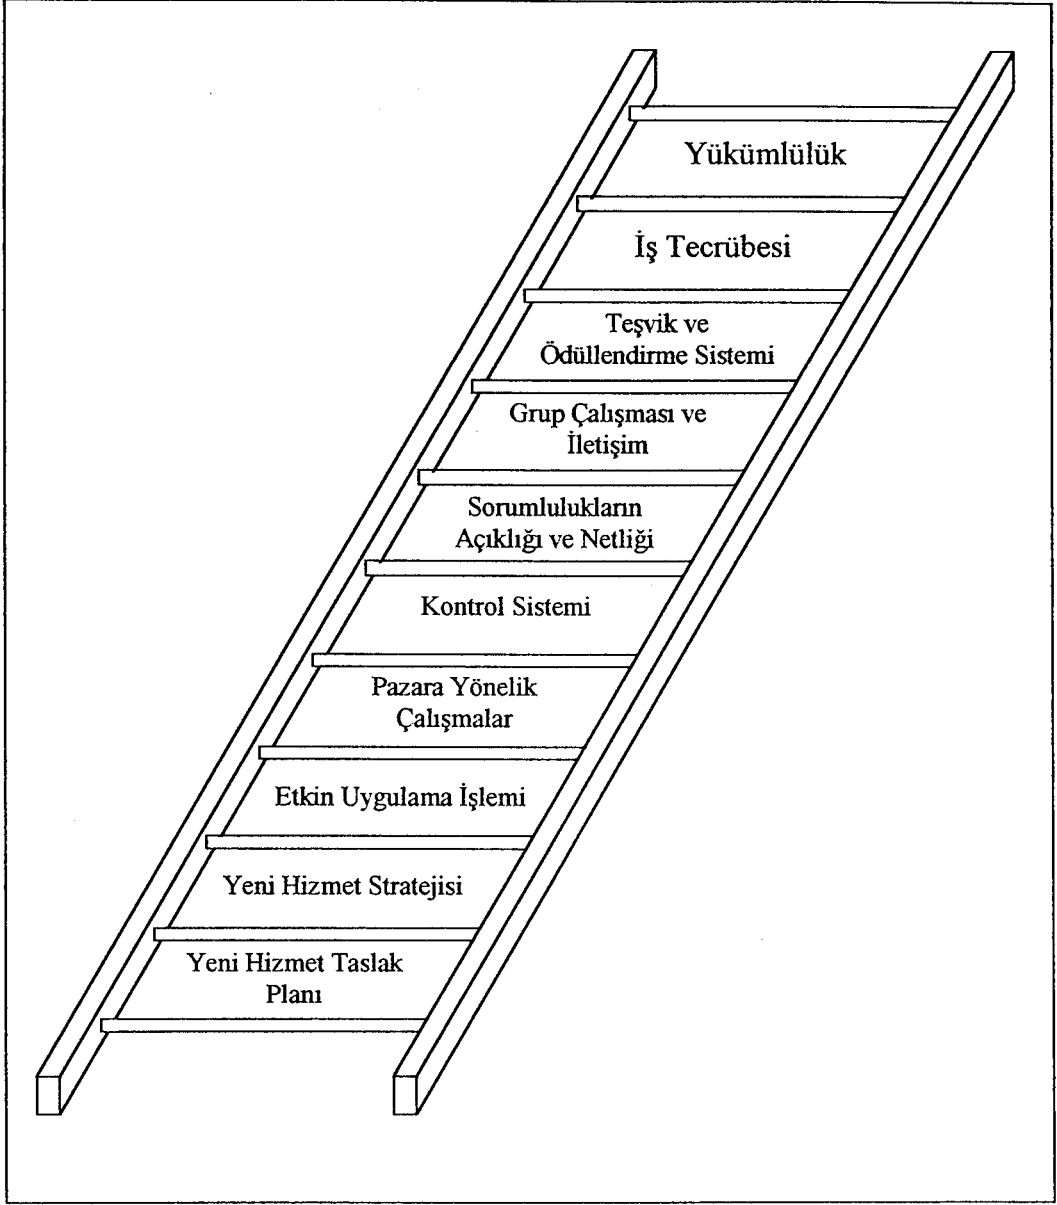 Yükümlülük
İş Tecrübesi
Teşvik ve
Ödüllendirme Sistemi
Grup Çalışması ve
İletişim
Sorumlulukların
Açıklığı ve Netliği
Kontrol Sistemi
Pazara Yönelik
Çalışmalar
Etkin Uygulama İşlemi
Yeni Hizmet Stratejisi
Yeni Hizmet Taslak
Planı